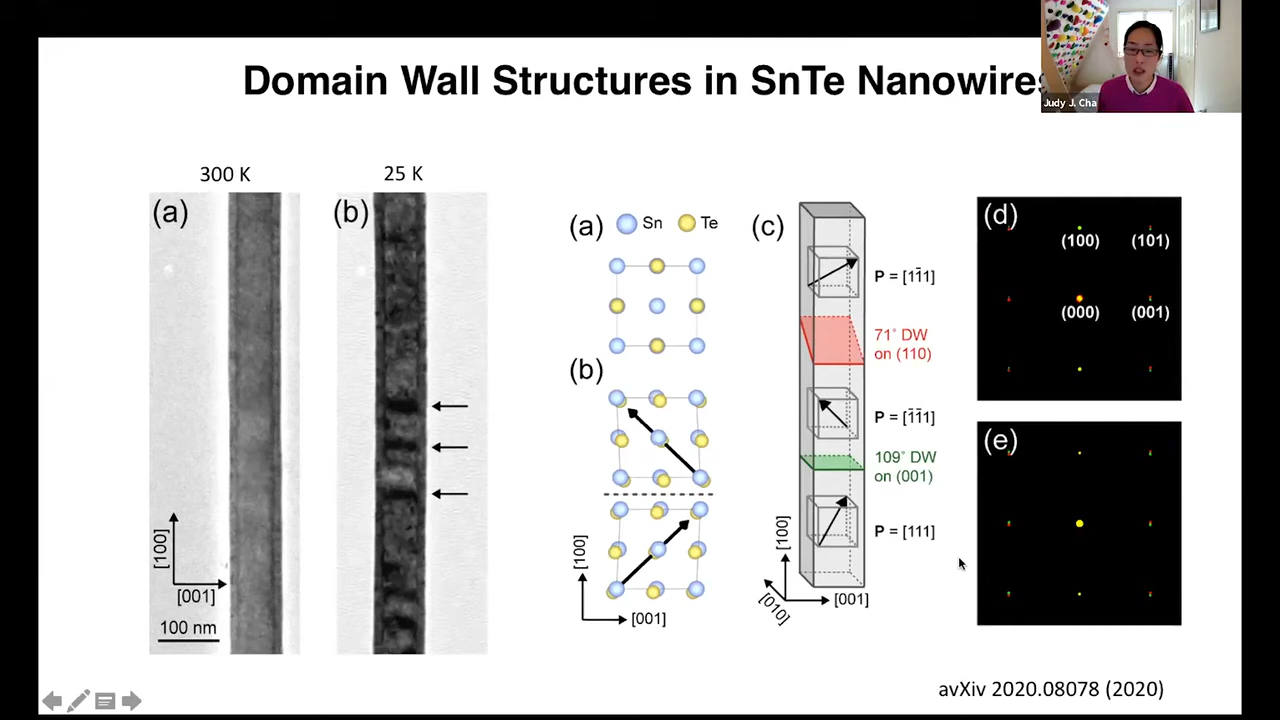 Domain Wall Structures in SnTe Nanowires
Judy J. Cha
300 K
25 K
(a)
(b)
[100]
[001]
100 nm
(a)
Sn
Te
(b)
[100]
[001]
(c)
P = [11̄1]
71° DW
on (110)
P = [1̄1̄1]
109° DW
on (001)
P = [111]
[100]
[010]
[001]
(d)
(100)
(101)
(000)
(001)
(e)
avXiv 2020.08078 (2020)